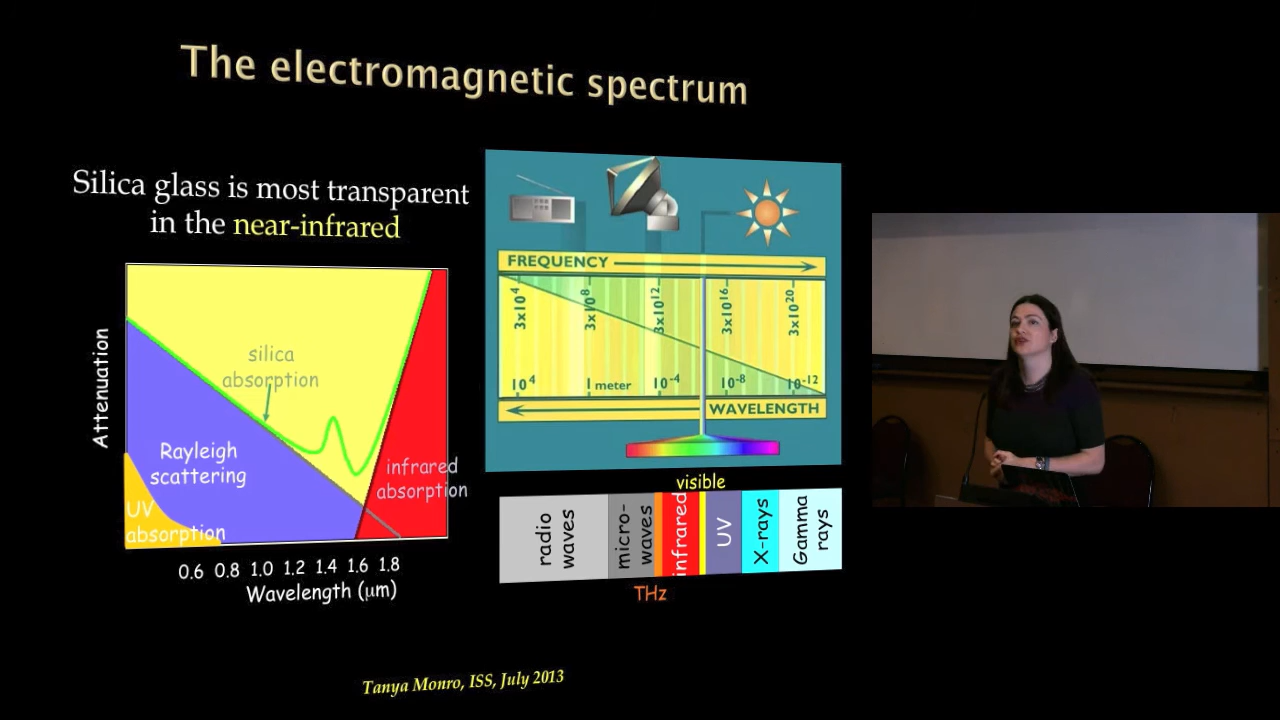 The electromagnetic spectrum
Silica glass is most transparent
in the near-infrared
Attenuation
silica
absorption
Rayleigh
scattering
UV
absorption
infrared
absorption
0.6 0.8 1.0 1.2 1.4 1.6 1.8
Wavelength (μm)
FREQUENCY
3x10⁴ 3x10⁸ 3x10¹² 3x10¹⁶ 3x10²⁰
10⁴ 1 meter 10⁻⁴ 10⁻⁸ 10⁻¹²
WAVELENGTH
visible
radio
waves
micro-
waves
infrared
UV
X-rays
Gamma
rays
THz
Tanya Monro, ISS, July 2013